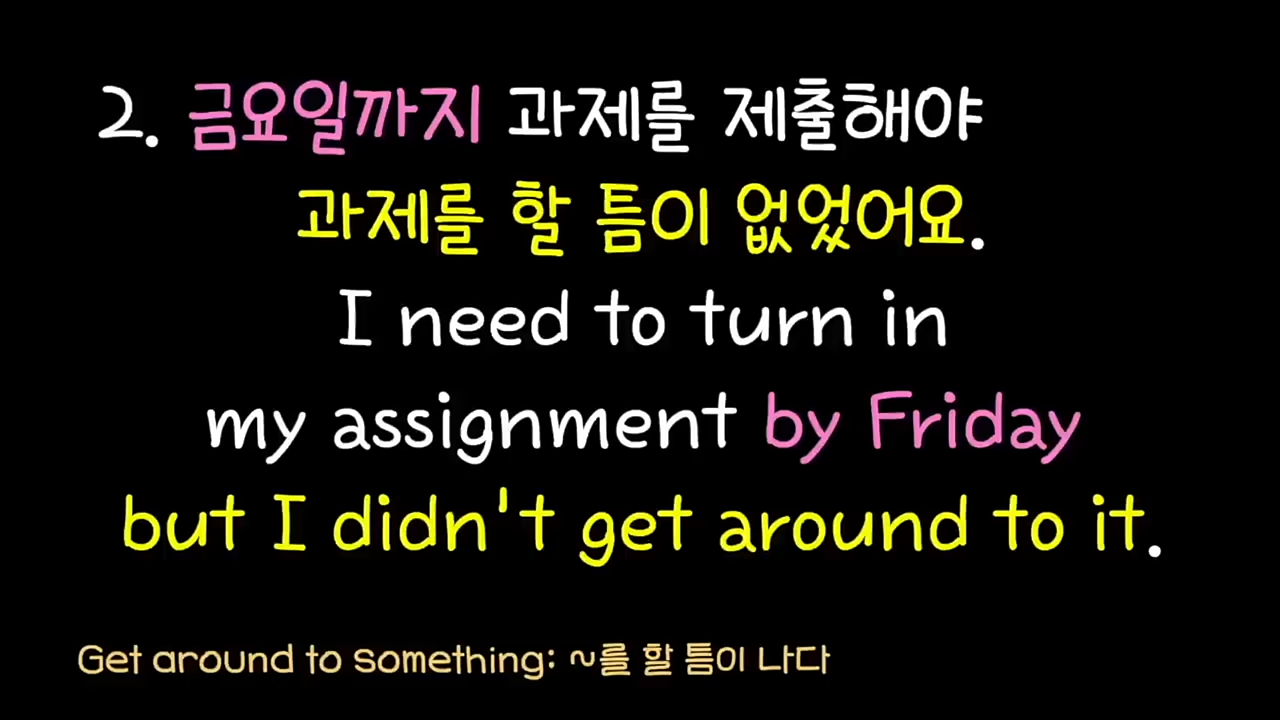 2. 금요일까지 과제를 제출해야
과제를 할 틈이 없었어요.
I need to turn in
my assignment by Friday
but I didn't get around to it.
Get around to something: ~를 할 틈이 나다